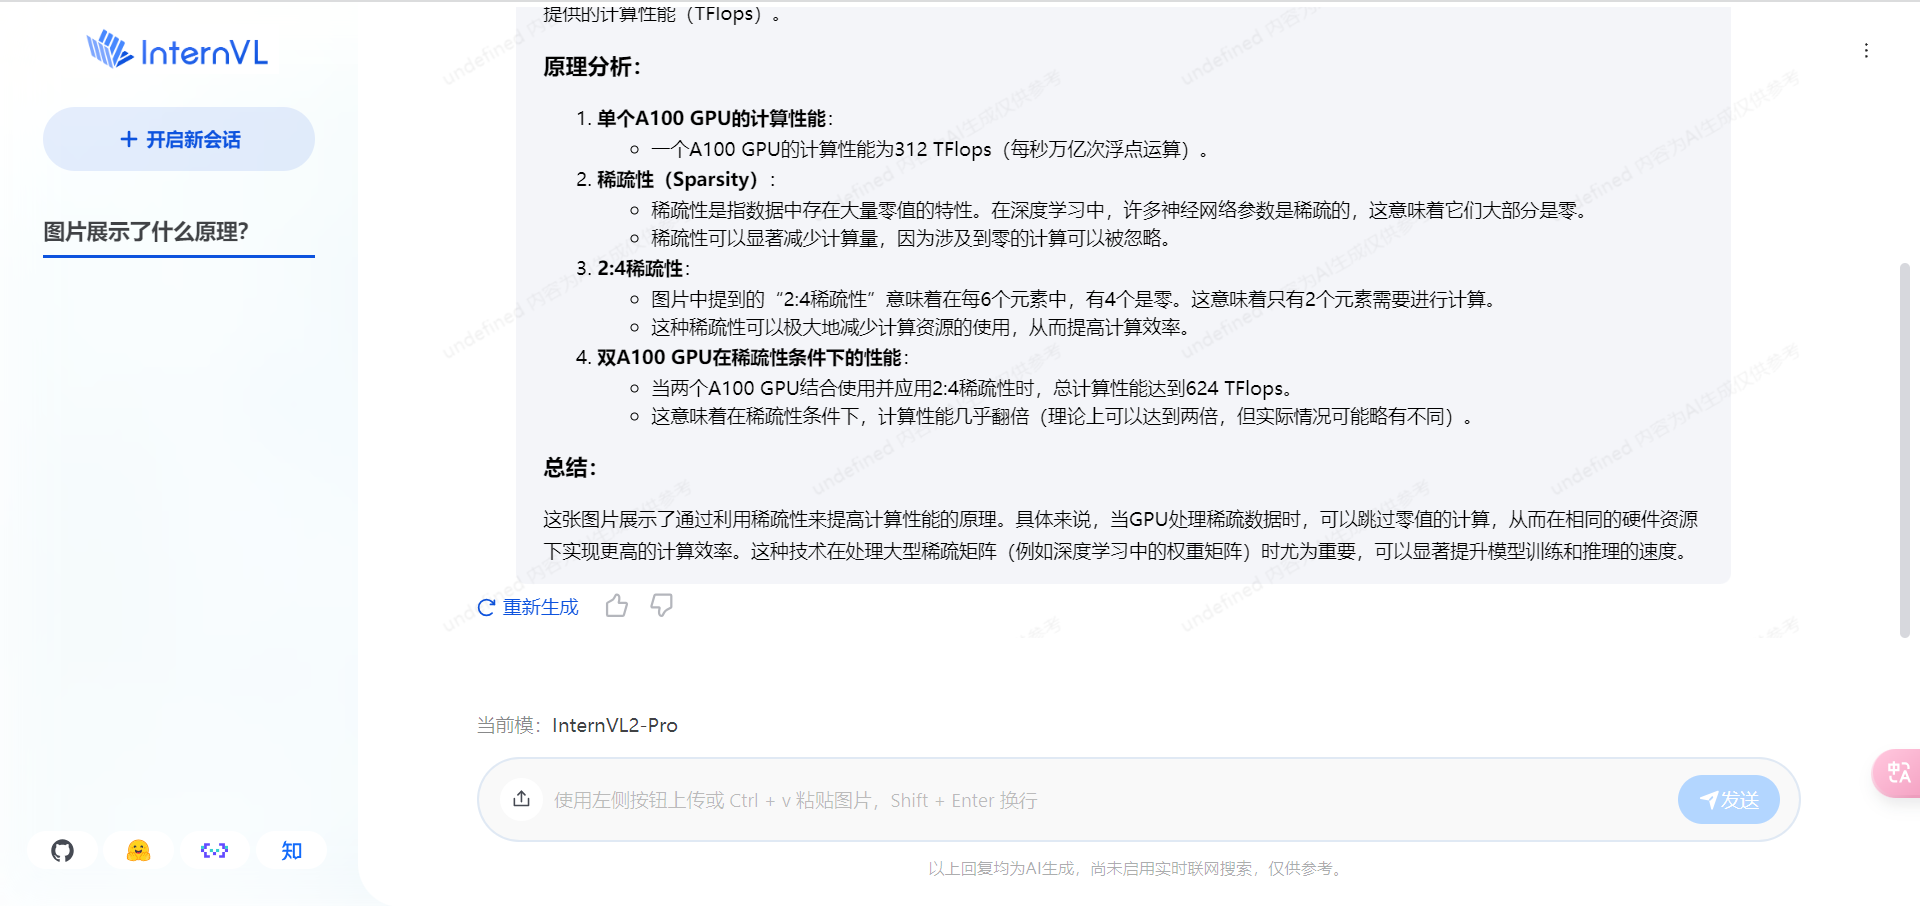 InternVL
+ 开启新会话
图片展示了什么原理?
提供的计算性能（TFlops）。
原理分析：
1. 单个A100 GPU的计算性能：
一个A100 GPU的计算性能为312 TFlops（每秒万亿次浮点运算）。
2. 稀疏性（Sparsity）：
稀疏性是指数据中存在大量零值的特性。在深度学习中，许多神经网络参数是稀疏的，这意味着它们大部分是零。
稀疏性可以显著减少计算量，因为涉及到零的计算可以被忽略。
3. 2:4稀疏性：
图片中提到的“2:4稀疏性”意味着在每6个元素中，有4个是零。这意味着只有2个元素需要进行计算。
这种稀疏性可以极大地减少计算资源的使用，从而提高计算效率。
4. 双A100 GPU在稀疏性条件下的性能：
当两个A100 GPU结合使用并应用2:4稀疏性时，总计算性能达到624 TFlops。
这意味着在稀疏性条件下，计算性能几乎翻倍（理论上可以达到两倍，但实际情况可能略有不同）。
总结：
这张图片展示了通过利用稀疏性来提高计算性能的原理。具体来说，当GPU处理稀疏数据时，可以跳过零值的计算，从而在相同的硬件资源
下实现更高的计算效率。这种技术在处理大型稀疏矩阵（例如深度学习中的权重矩阵）时尤为重要，可以显著提升模型训练和推理的速度。
undefined 内容为AI生成仅供参考
重新生成
当前模：InternVL2-Pro
使用左侧按钮上传或 Ctrl + v 粘贴图片，Shift + Enter 换行
发送
以上回复均为AI生成，尚未启用实时联网搜索，仅供参考。
知
中A